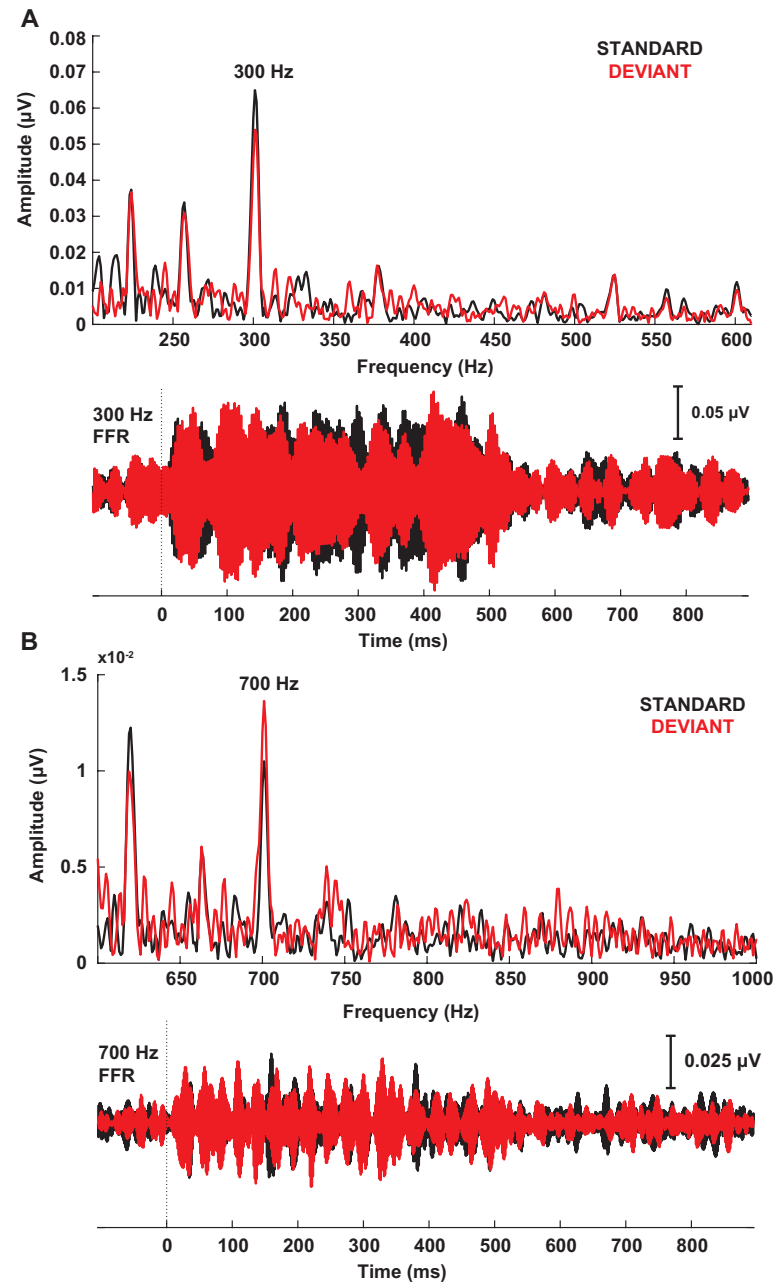 A
0.08
0.07
0.06
0.05
0.04
0.03
0.02
0.01
0
Amplitude (µV)
300 Hz
STANDARD
DEVIANT
250 300 350 400 450 500 550 600
Frequency (Hz)
300 Hz
FFR
0.05 µV
0 100 200 300 400 500 600 700 800
Time (ms)
B
x10⁻²
1.5
1
0.5
0
Amplitude (µV)
700 Hz
STANDARD
DEVIANT
650 700 750 800 850 900 950 1000
Frequency (Hz)
700 Hz
FFR
0.025 µV
0 100 200 300 400 500 600 700 800
Time (ms)